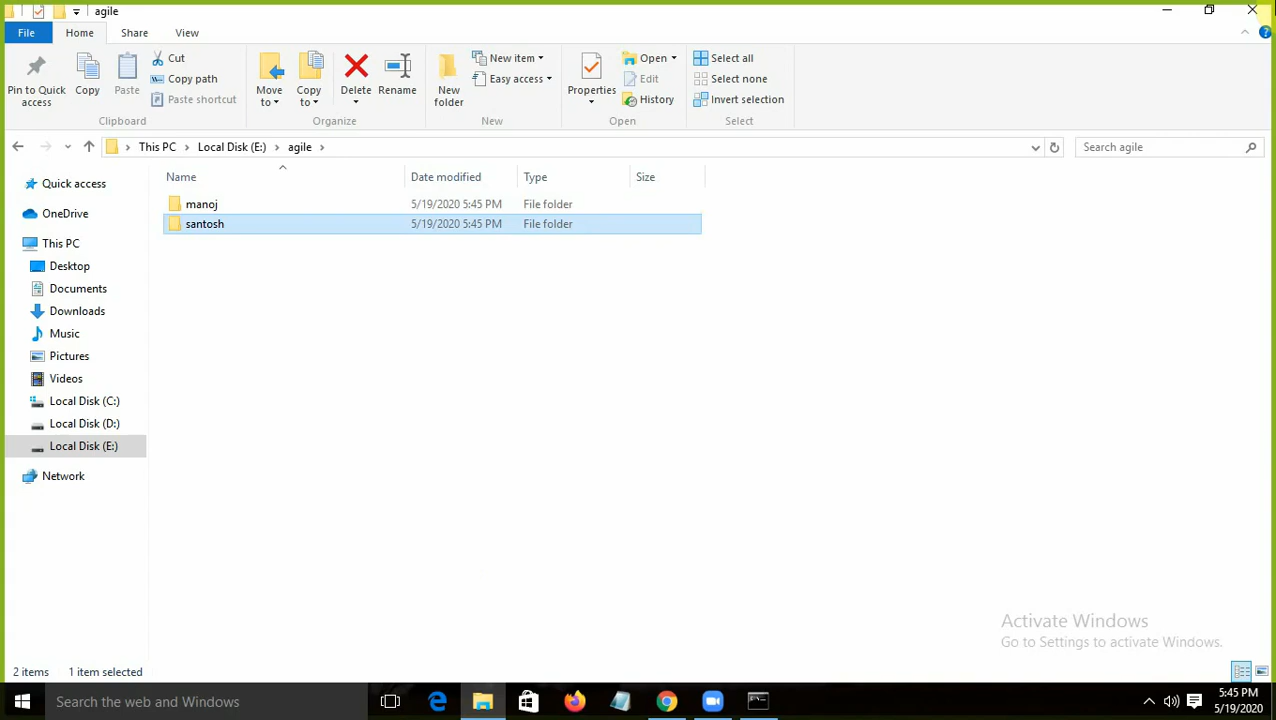 agile
File Home Share View
Pin to Quick access
Copy
Paste
Cut
Copy path
Paste shortcut
Clipboard
Move to
Copy to
Delete
Rename
Organize
New folder
New item
Easy access
New
Properties
Open
Edit
History
Open
Select all
Select none
Invert selection
Select
This PC Local Disk (E:) agile
Search agile
Name Date modified Type Size
manoj 5/19/2020 5:45 PM File folder
santosh 5/19/2020 5:45 PM File folder
Quick access
OneDrive
This PC
Desktop
Documents
Downloads
Music
Pictures
Videos
Local Disk (C:)
Local Disk (D:)
Local Disk (E:)
Network
Activate Windows
Go to Settings to activate Windows.
2 items 1 item selected
Search the web and Windows
5:45 PM
5/19/2020